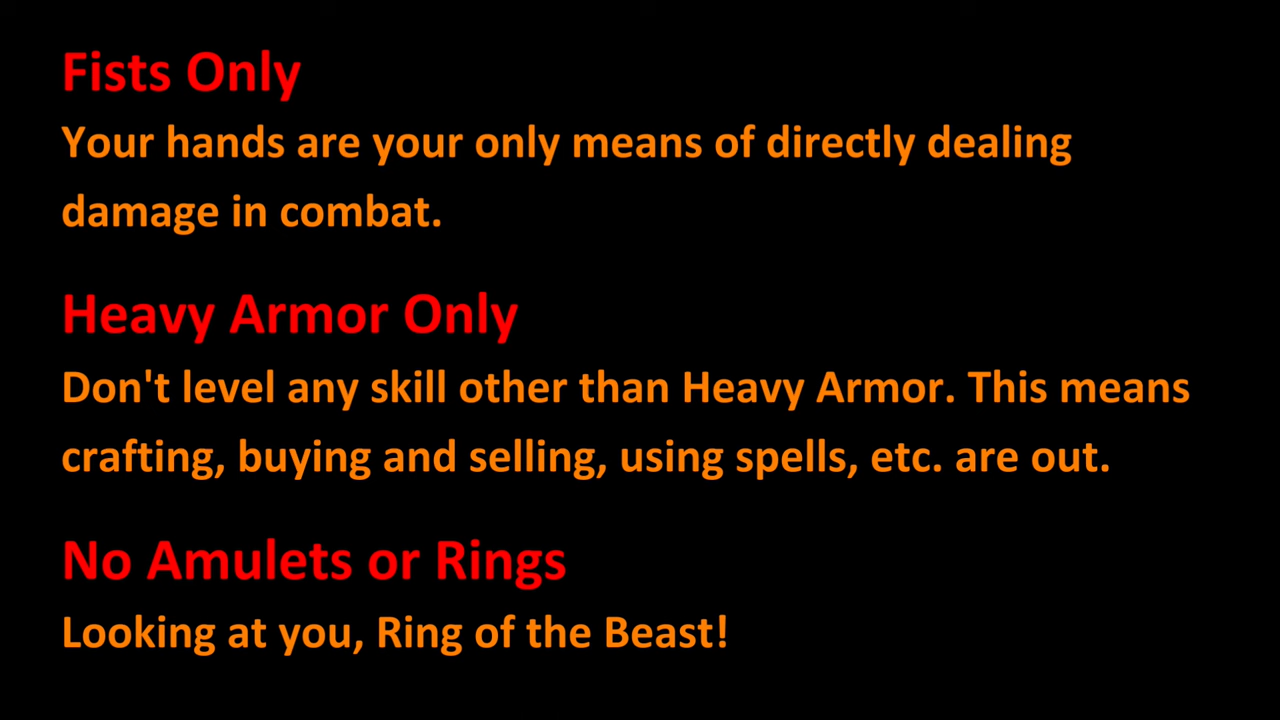 Fists Only
Your hands are your only means of directly dealing
damage in combat.
Heavy Armor Only
Don't level any skill other than Heavy Armor. This means
crafting, buying and selling, using spells, etc. are out.
No Amulets or Rings
Looking at you, Ring of the Beast!